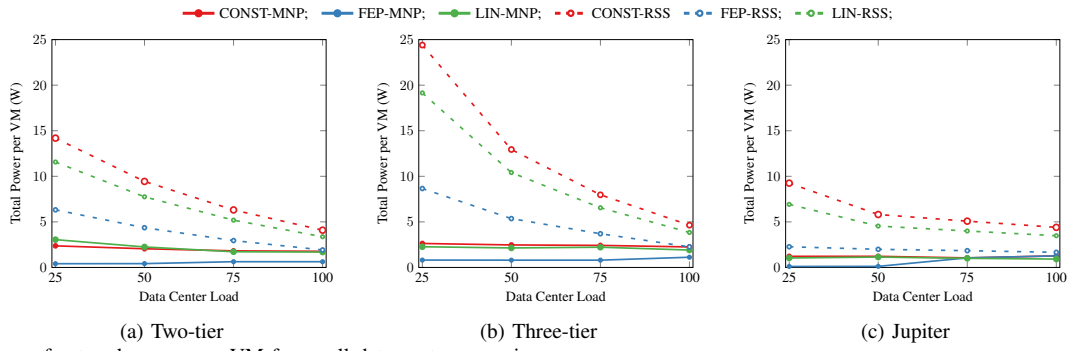 CONST-MNP; FEP-MNP; LIN-MNP; CONST-RSS FEP-RSS; LIN-RSS;
Total Power per VM (W)
25
20
15
10
5
0
25 50 75 100
Data Center Load
(a) Two-tier
Total Power per VM (W)
25
20
15
10
5
0
25 50 75 100
Data Center Load
(b) Three-tier
Total Power per VM (W)
25
20
15
10
5
0
25 50 75 100
Data Center Load
(c) Jupiter